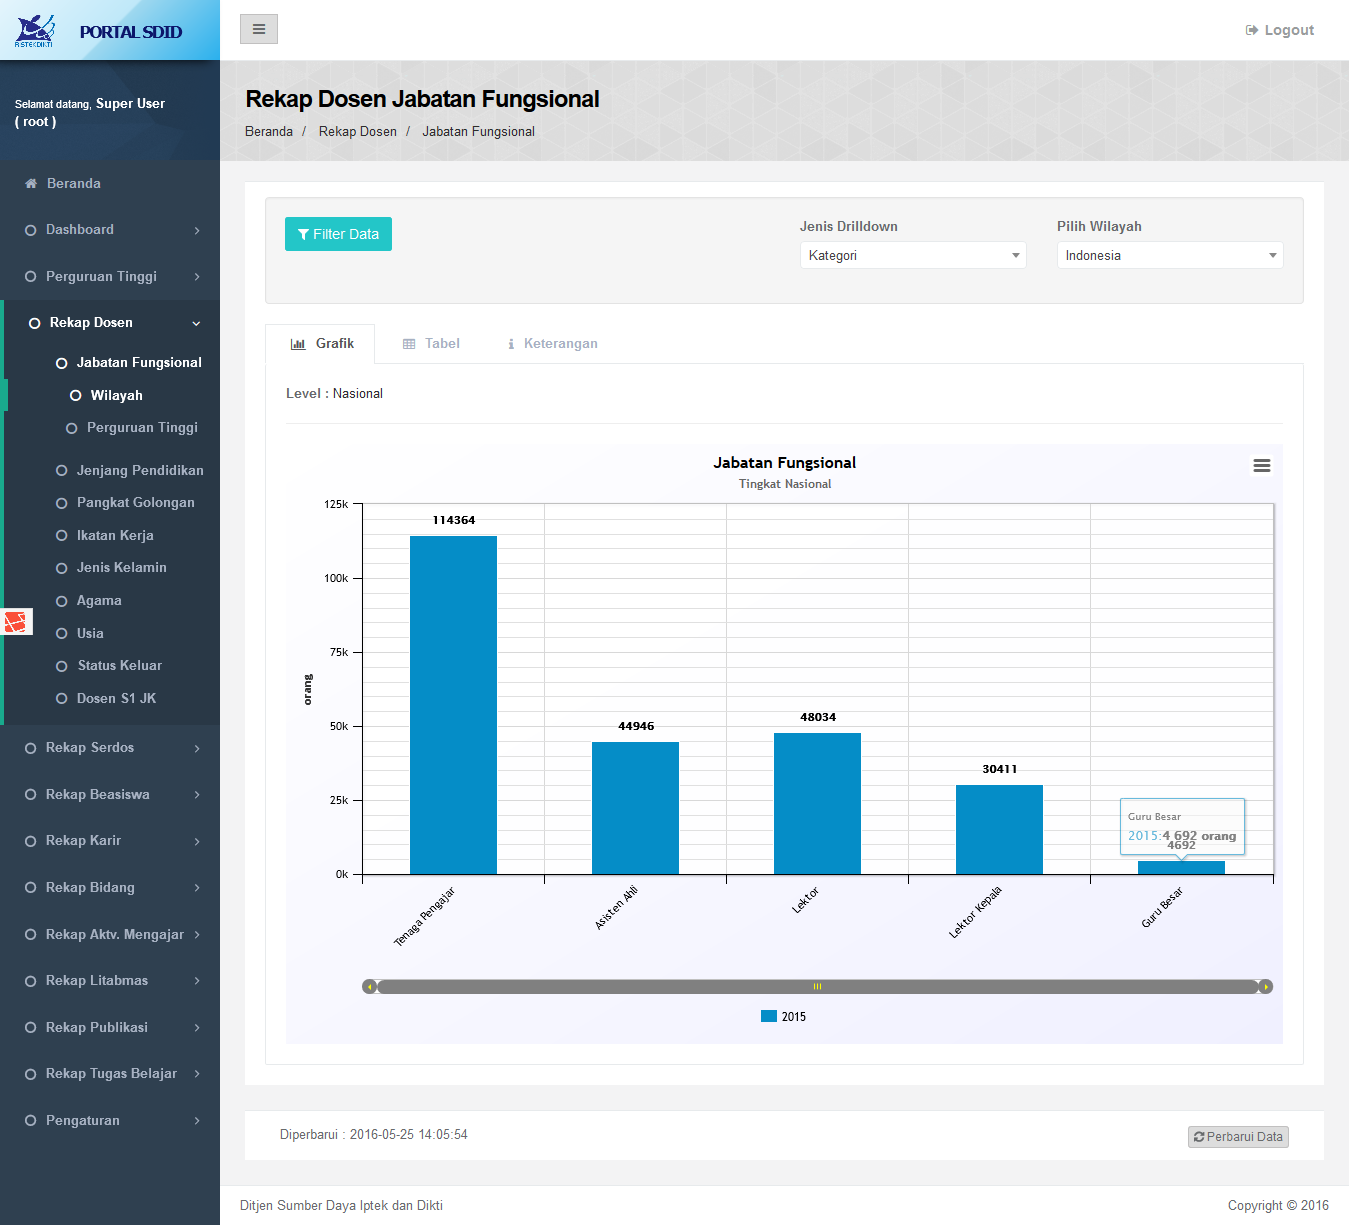 RISTEKDIKTI
PORTAL SDID
Logout
Selamat datang, Super User
( root )
Rekap Dosen Jabatan Fungsional
Beranda / Rekap Dosen / Jabatan Fungsional
Beranda
Dashboard
Perguruan Tinggi
Rekap Dosen
Jabatan Fungsional
Wilayah
Perguruan Tinggi
Jenjang Pendidikan
Pangkat Golongan
Ikatan Kerja
Jenis Kelamin
Agama
Usia
Status Keluar
Dosen S1 JK
Rekap Serdos
Rekap Beasiswa
Rekap Karir
Rekap Bidang
Rekap Aktv. Mengajar
Rekap Litabmas
Rekap Publikasi
Rekap Tugas Belajar
Pengaturan
Filter Data
Jenis Drilldown
Kategori
Pilih Wilayah
Indonesia
Grafik
Tabel
Keterangan
Level : Nasional
Jabatan Fungsional
Tingkat Nasional
125k
100k
75k
50k
25k
0k
orang
114364
44946
48034
30411
Guru Besar
2015:4 692 orang
4692
Tenaga Pengajar
Asisten Ahli
Lektor
Lektor Kepala
Guru Besar
2015
Diperbarui : 2016-05-25 14:05:54
Perbarui Data
Ditjen Sumber Daya Iptek dan Dikti
Copyright © 2016